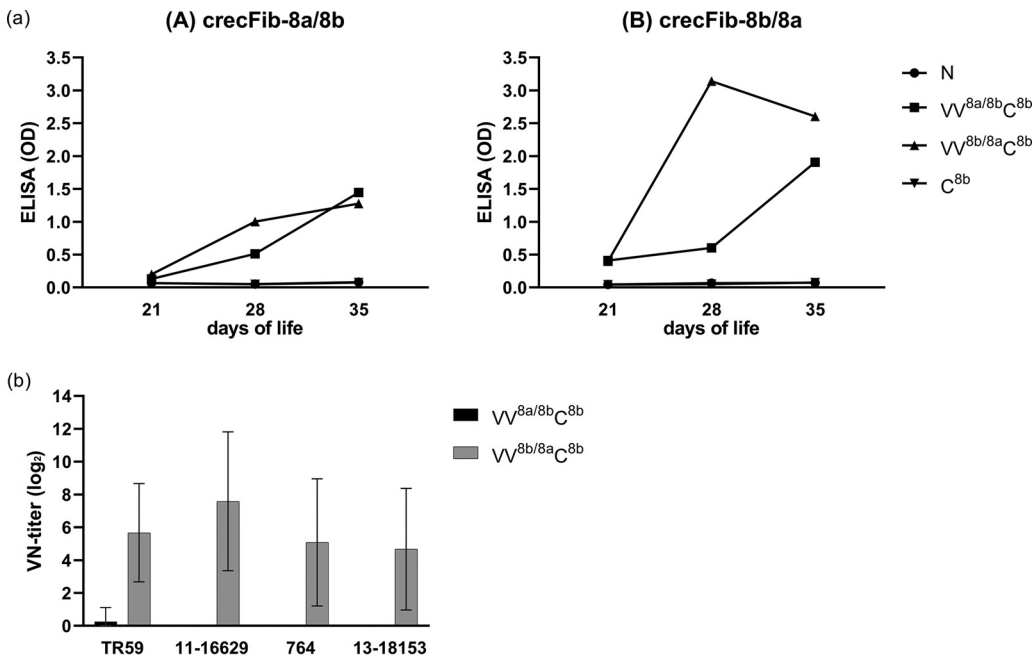 (a)
(A) crecFib-8a/8b
3.5
3.0
2.5
2.0
1.5
1.0
0.5
0.0
ELISA (OD)
21 28 35
days of life
(B) crecFib-8b/8a
3.5
3.0
2.5
2.0
1.5
1.0
0.5
0.0
ELISA (OD)
21 28 35
days of life
N
VV8a/8bC8b
VV8b/8aC8b
C8b
(b)
14
12
10
8
6
4
2
0
VN-titer (log₂)
TR59 11-16629 764 13-18153
VV8a/8bC8b
VV8b/8aC8b